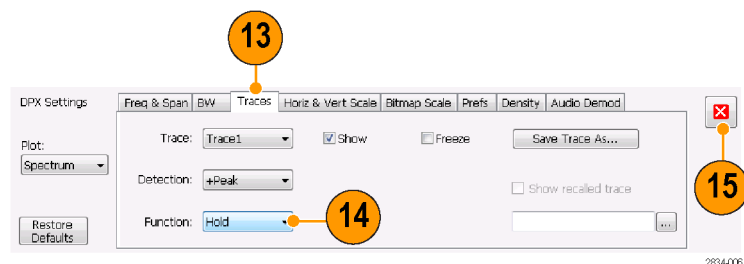 13
DPX Settings
Freq & Span BW Traces Horiz & Vert Scale Bitmap Scale Prefs Density Audio Demod
Plot:
Spectrum
Trace: Trace1 Show Freeze Save Trace As...
Detection: +Peak Show recalled trace
15
Function: Hold 14 ...
Restore
Defaults
2834-006